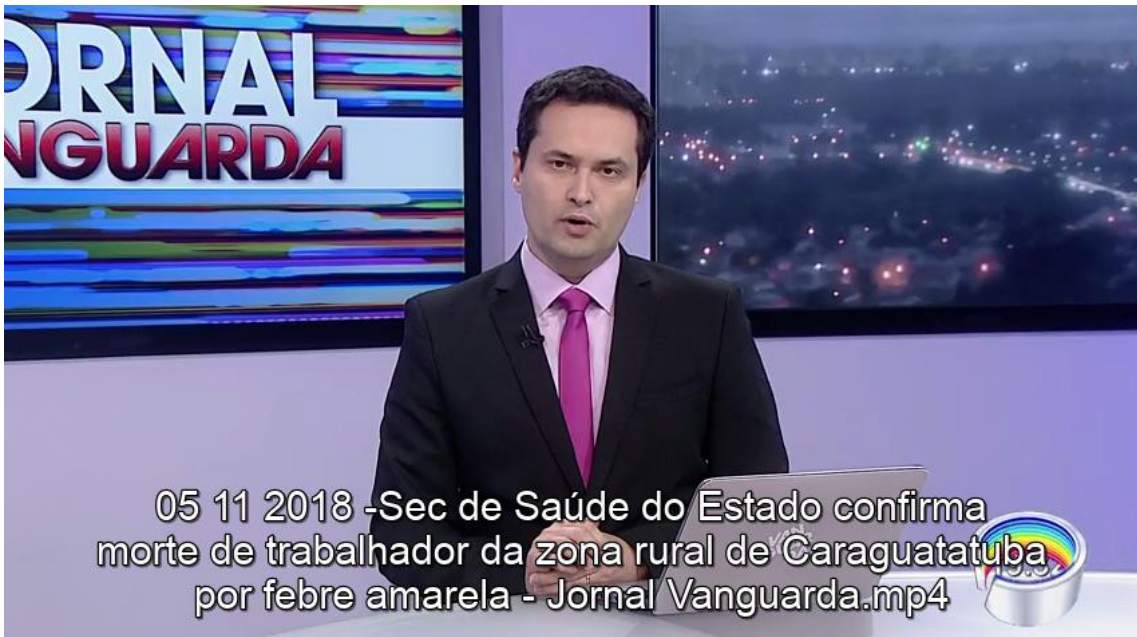 ORNAL
NGUARDA
05 11 2018 -Sec de Saúde do Estado confirma
morte de trabalhador da zona rural de Caraguatatuba
por febre amarela - Jornal Vanguarda.mp4